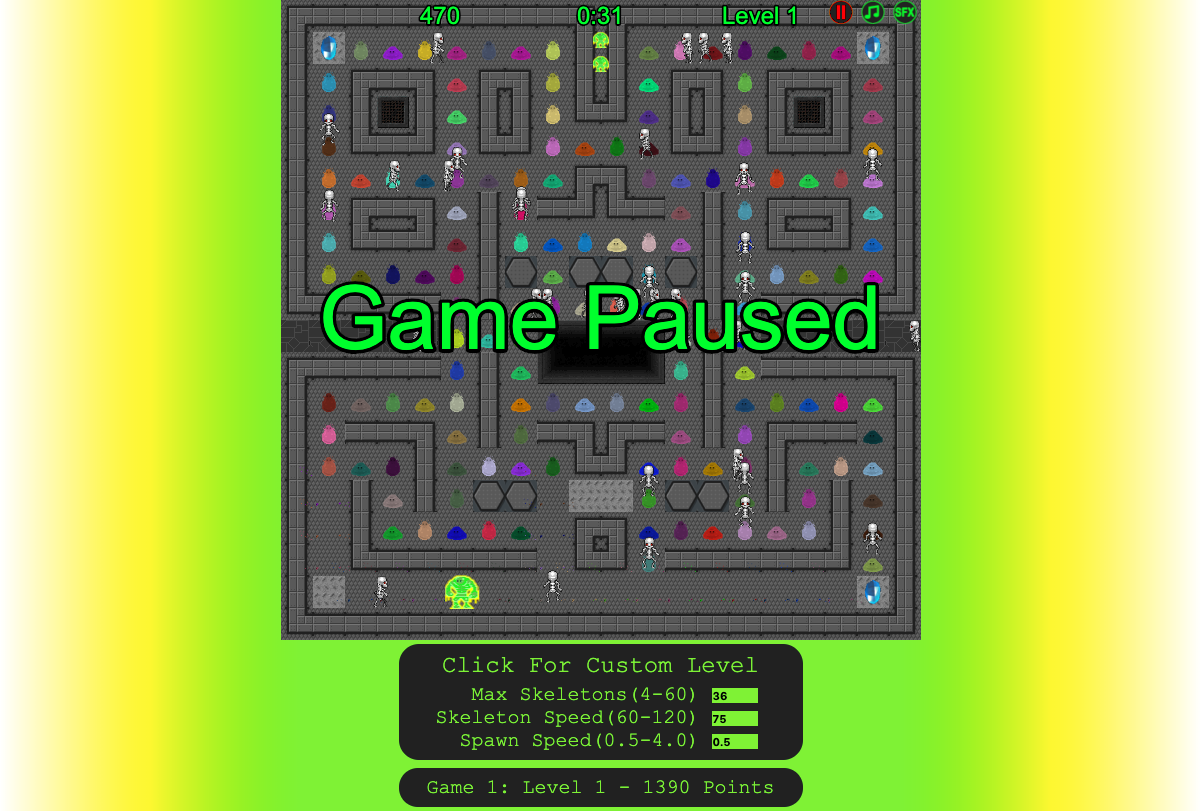 470 0:31 Level 1 SFX
Game Paused
Click For Custom Level
Max Skeletons(4-60) 36
Skeleton Speed(60-120) 75
Spawn Speed(0.5-4.0) 0.5
Game 1: Level 1 - 1390 Points